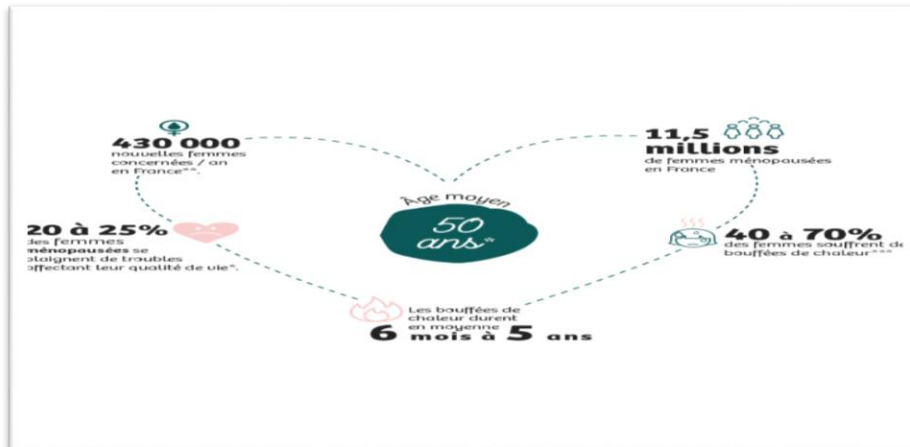 430 000
nouvelles femmes
concernées / an
en France**.
11,5
millions
de femmes ménopausées
en France
Âge moyen
50
ans*
20 à 25%
des femmes
ménopausées se
plaignent de troubles
affectant leur qualité de vie*.
40 à 70%
des femmes souffrent de
bouffées de chaleur***
Les bouffées de
chaleur durent
en moyenne
6 mois à 5 ans